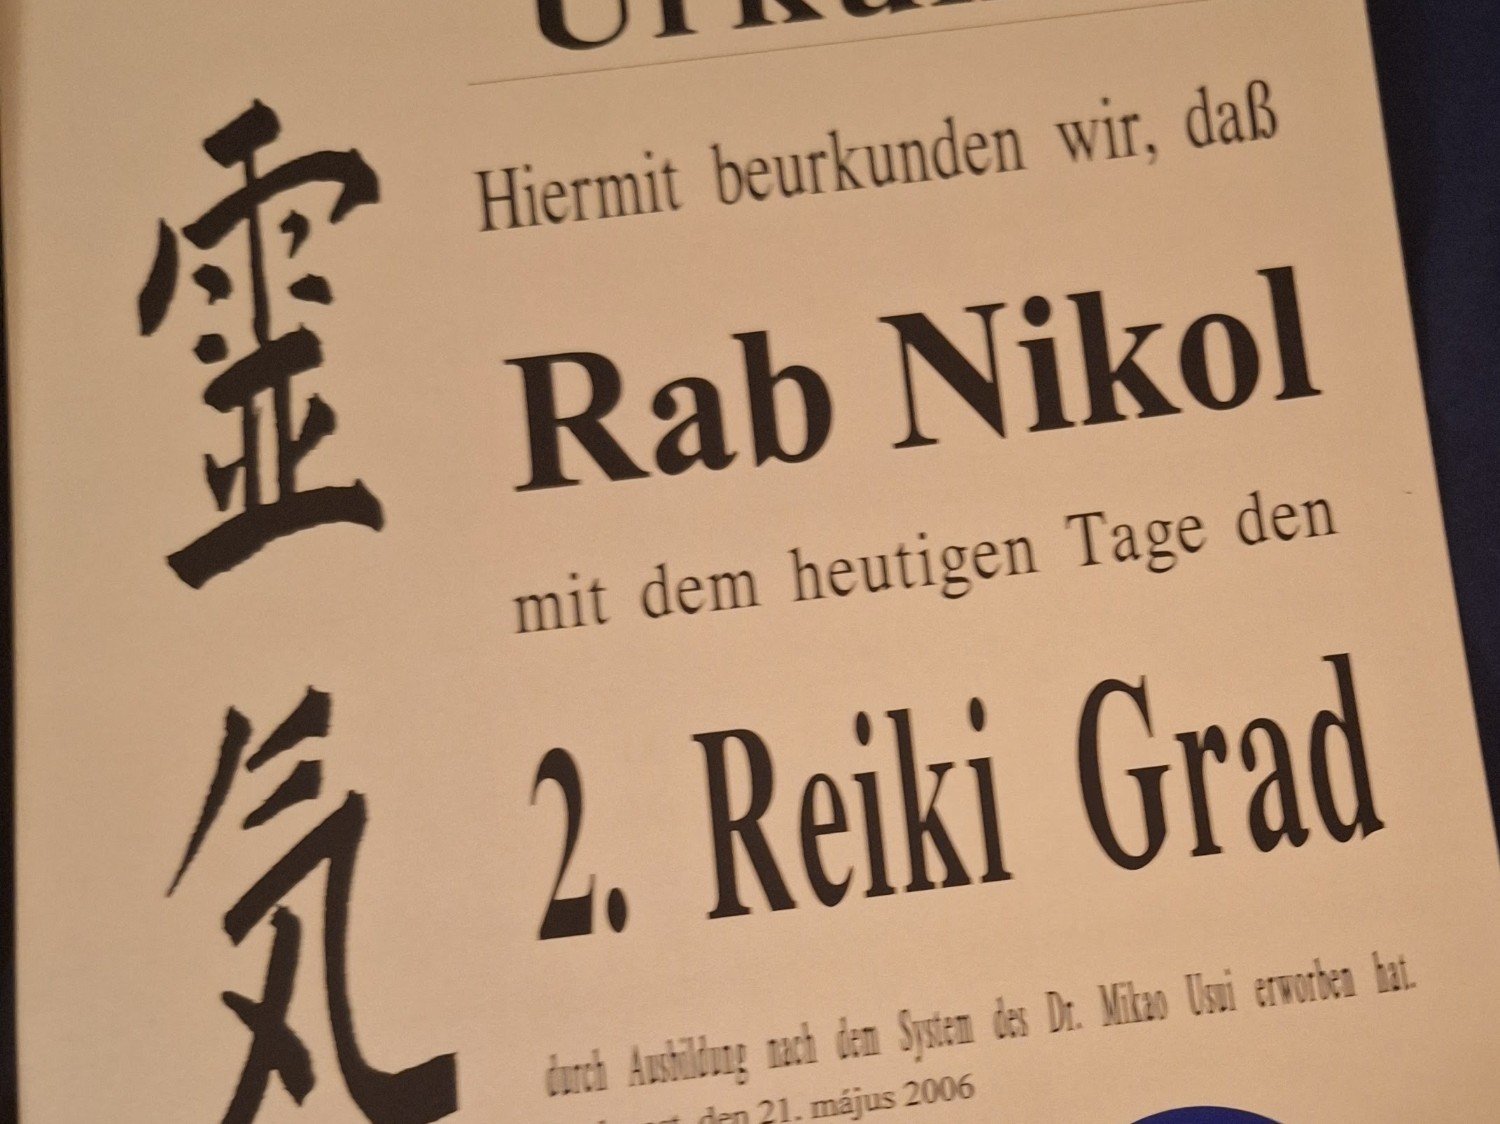 Hiermit beurkunden wir, daß
Rab Nikol
mit dem heutigen Tage den
2. Reiki Grad
durch Ausbildung nach dem System des Dr. Mikao Usui erworben hat.
den 21. május 2006
霊
気